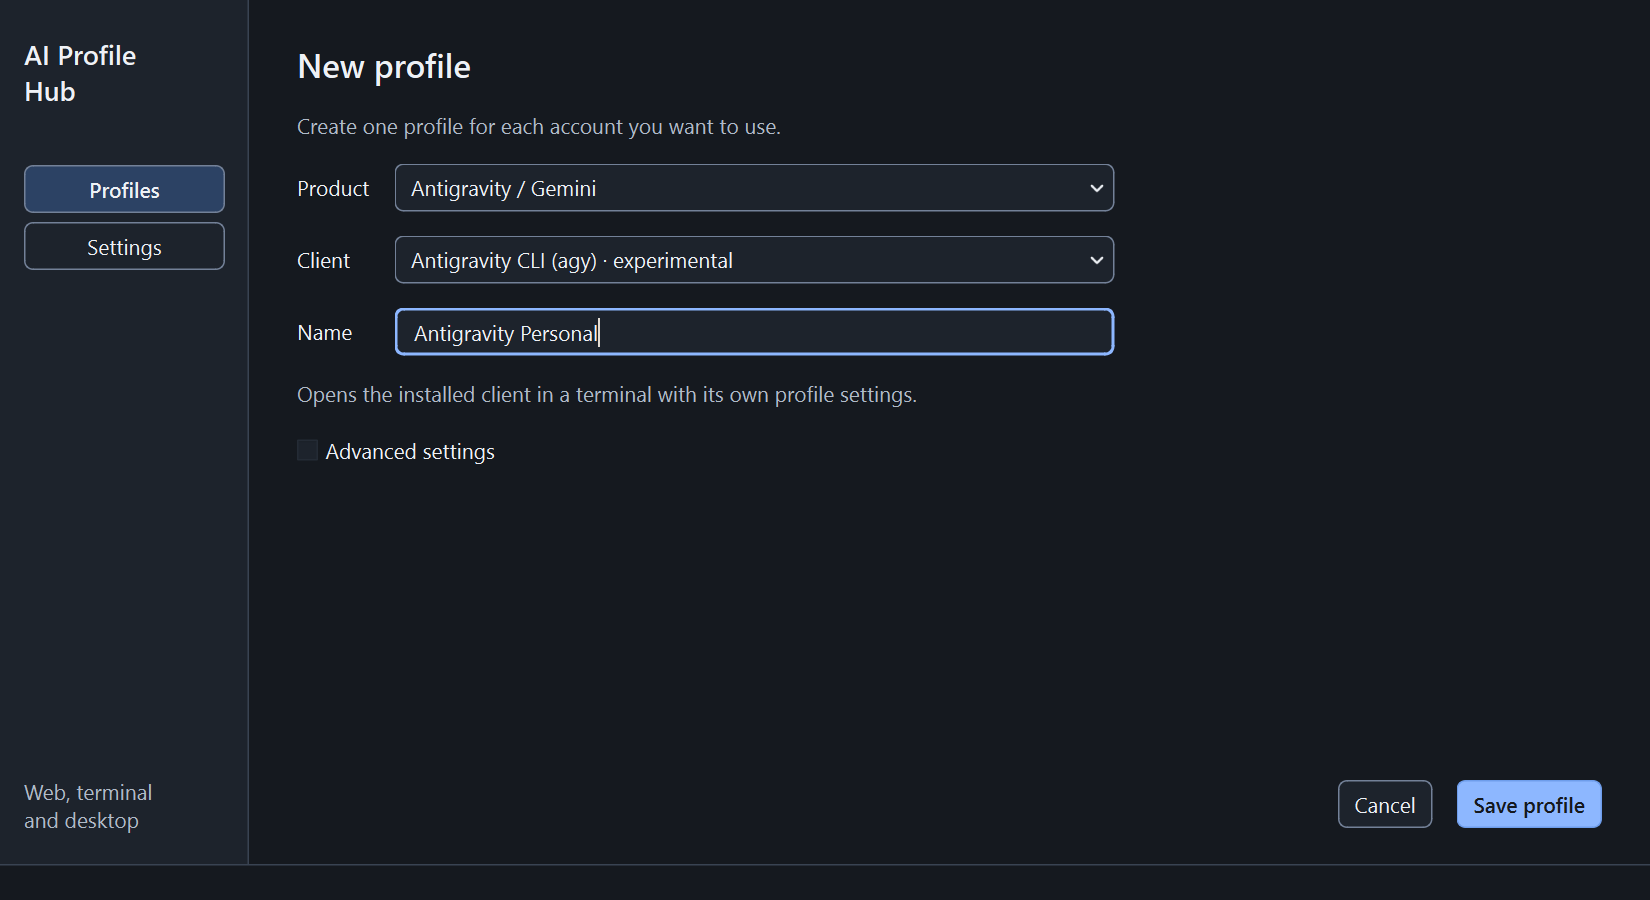 AI Profile
Hub
Profiles
Settings
Web, terminal
and desktop
New profile
Create one profile for each account you want to use.
Product
Antigravity / Gemini
Client
Antigravity CLI (agy) · experimental
Name
Antigravity Personal
Opens the installed client in a terminal with its own profile settings.
Advanced settings
Cancel
Save profile